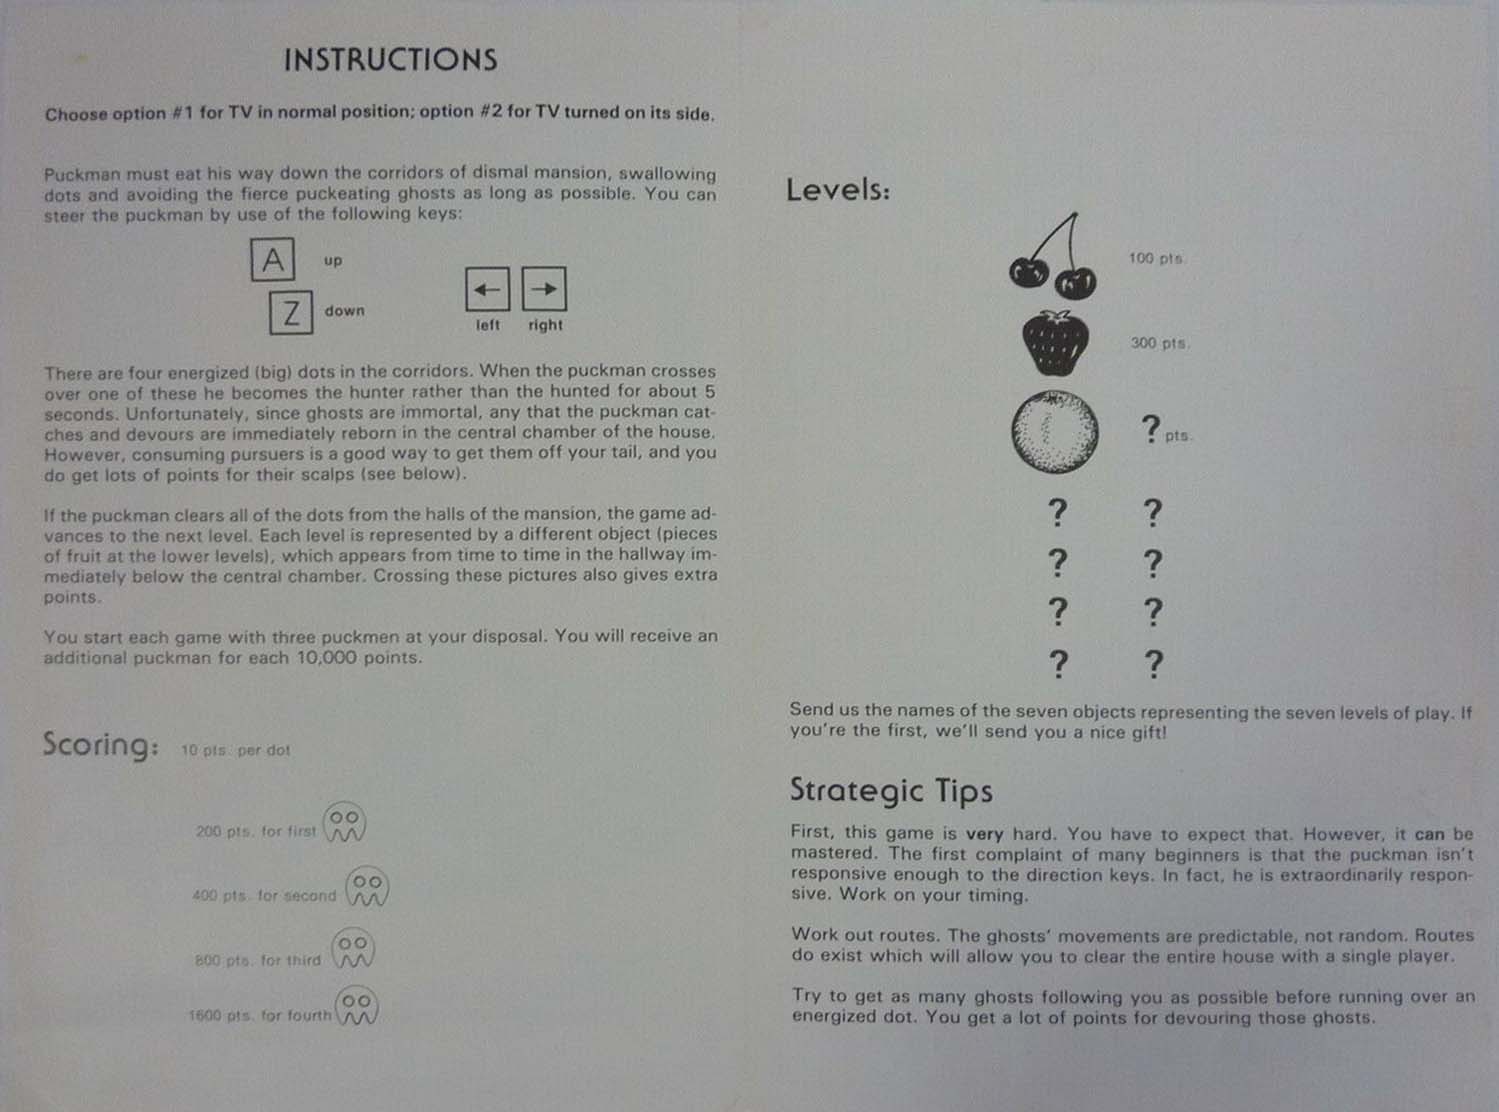 INSTRUCTIONS
Choose option #1 for TV in normal position; option #2 for TV turned on its side.
Puckman must eat his way down the corridors of dismal mansion, swallowing
dots and avoiding the fierce puckeating ghosts as long as possible. You can
steer the puckman by use of the following keys:
A up
Z down
← →
left right
There are four energized (big) dots in the corridors. When the puckman crosses
over one of these he becomes the hunter rather than the hunted for about 5
seconds. Unfortunately, since ghosts are immortal, any that the puckman cat-
ches and devours are immediately reborn in the central chamber of the house.
However, consuming pursuers is a good way to get them off your tail, and you
do get lots of points for their scalps (see below).
If the puckman clears all of the dots from the halls of the mansion, the game ad-
vances to the next level. Each level is represented by a different object (pieces
of fruit at the lower levels), which appears from time to time in the hallway im-
mediately below the central chamber. Crossing these pictures also gives extra
points.
You start each game with three puckmen at your disposal. You will receive an
additional puckman for each 10,000 points.
Scoring: 10 pts. per dot
200 pts. for first
400 pts. for second
800 pts. for third
1600 pts. for fourth
Levels:
100 pts.
300 pts.
? pts.
? ?
? ?
? ?
? ?
Send us the names of the seven objects representing the seven levels of play. If
you're the first, we'll send you a nice gift!
Strategic Tips
First, this game is very hard. You have to expect that. However, it can be
mastered. The first complaint of many beginners is that the puckman isn't
responsive enough to the direction keys. In fact, he is extraordinarily respon-
sive. Work on your timing.
Work out routes. The ghosts' movements are predictable, not random. Routes
do exist which will allow you to clear the entire house with a single player.
Try to get as many ghosts following you as possible before running over an
energized dot. You get a lot of points for devouring those ghosts.